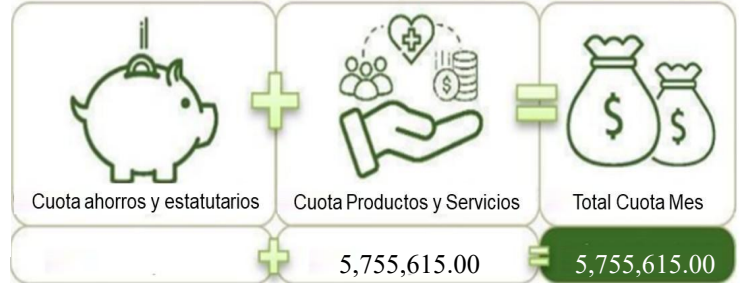 Cuota ahorros y estatutarios
Cuota Productos y Servicios
Total Cuota Mes
5,755,615.00
5,755,615.00